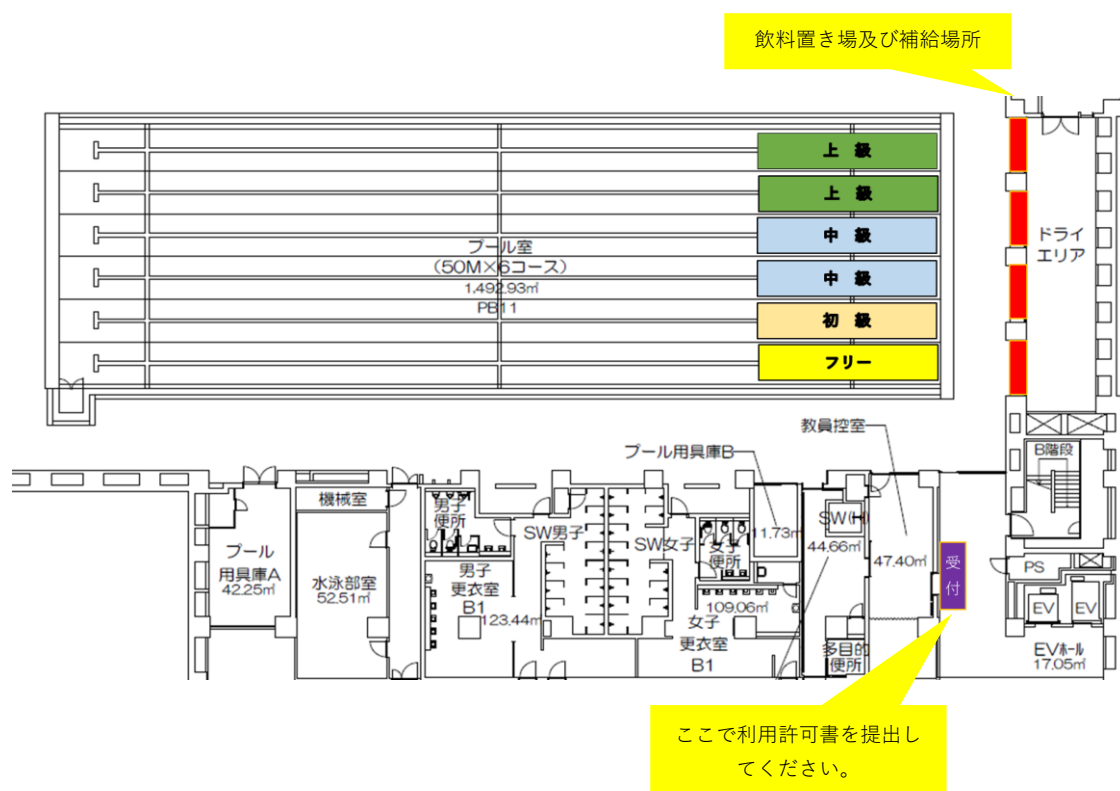 飲料置き場及び補給場所
上　級
上　級
中　級
中　級
初　級
フリー
プール室
(50M×6コース)
1.492.93㎡
PB11
ドライ
エリア
教員控室
プール用具庫B
B階段
機械室
男子
便所
SW男子
SW女子
女子
便所
11.73㎡
SW(H)
44.66㎡
47.40㎡
受
付
PS
EV
EV
EVホール
17.05㎡
プール
用具庫A
42.25㎡
水泳部室
52.51㎡
男子
更衣室
B1
123.44㎡
109.06㎡
女子
更衣室
B1
多目的
便所
ここで利用許可書を提出し
てください。